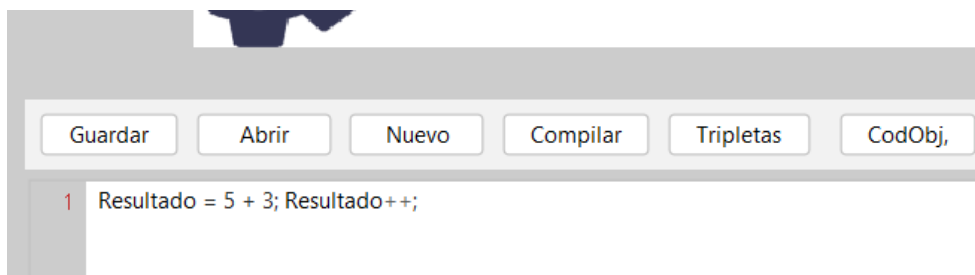 Guardar Abrir Nuevo Compilar Tripletas CodObj,
1 Resultado = 5 + 3; Resultado++;